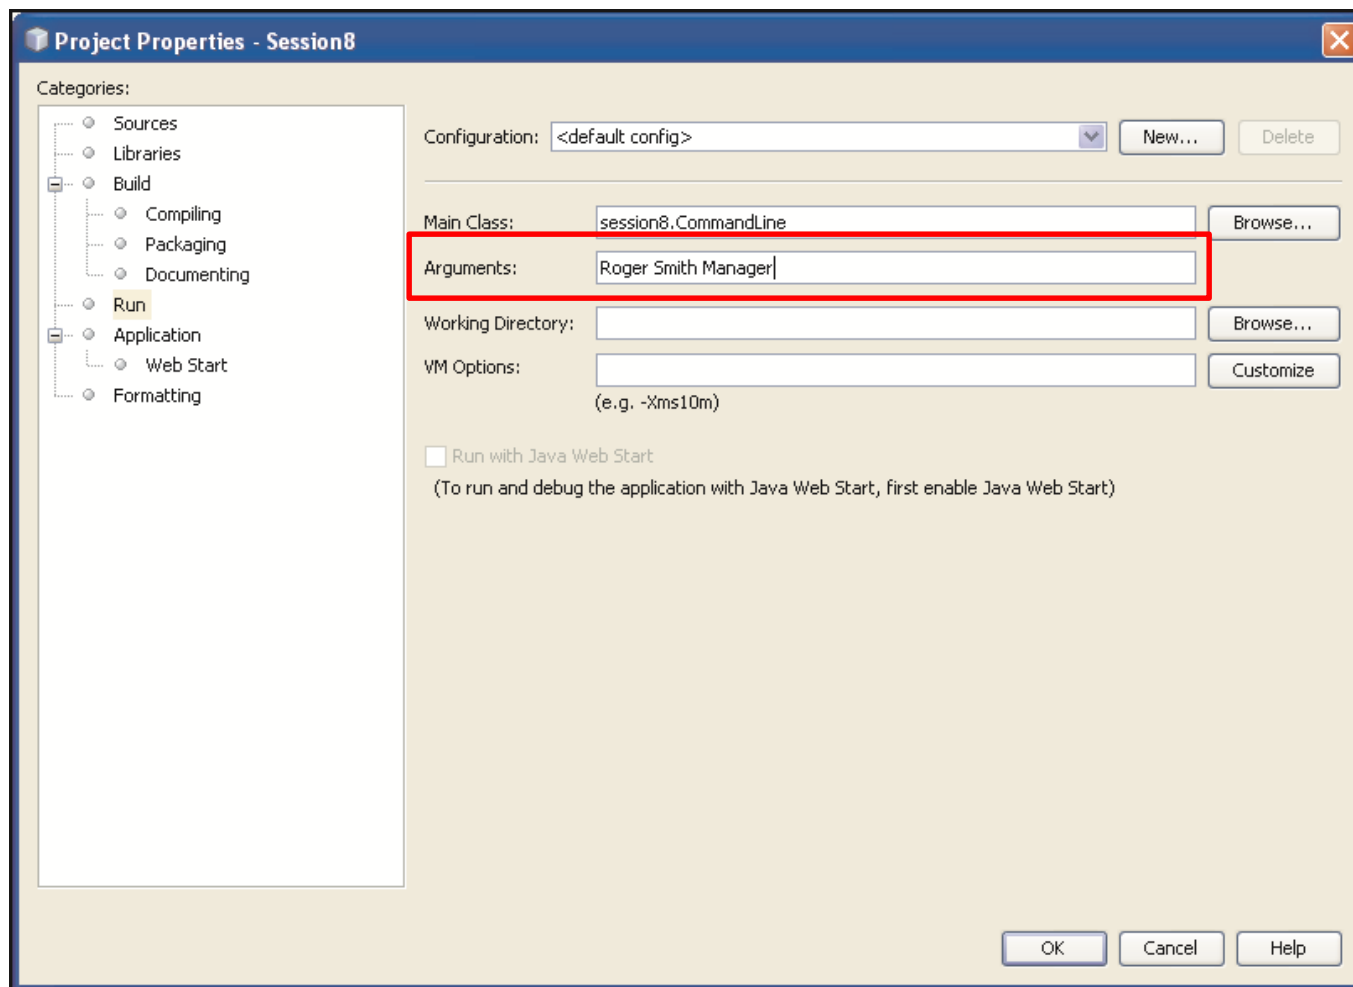 Project Properties - Session8
Categories:
Sources
Libraries
Build
Compiling
Packaging
Documenting
Run
Application
Web Start
Formatting
Configuration: <default config> New... Delete
Main Class: session8.CommandLine Browse...
Arguments: Roger Smith Manager
Working Directory: Browse...
VM Options: Customize
(e.g. -Xms10m)
Run with Java Web Start
(To run and debug the application with Java Web Start, first enable Java Web Start)
OK Cancel Help